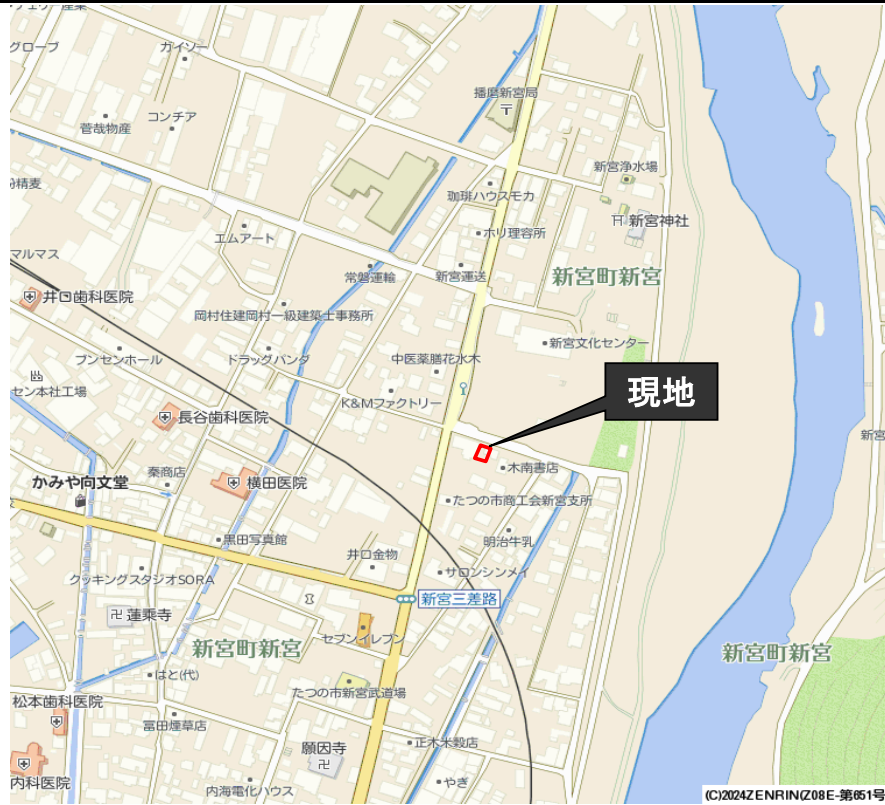 グローブ
ガイソー
菅哉物産
コンチア
播磨新宮局
新宮浄水場
珈琲ハウスモカ
新宮神社
ホリ理容所
エムアート
マルマス
常磐運輸
新宮運送
新宮町新宮
井口歯科医院
岡村住建岡村一級建築士事務所
新宮文化センター
ブンセンホール
ドラッグパンダ
中医薬膳花水木
セン本社工場
K&Mファクトリー
現地
長谷歯科医院
新宮
秦商店
木南書店
かみや向文堂
横田医院
たつの市商工会新宮支所
黒田写真館
明治牛乳
井口金物
サロンシンメイ
クッキングスタジオSORA
新宮三差路
蓮乗寺
セブンイレブン
新宮町新宮
新宮町新宮
はと(代)
たつの市新宮武道場
松本歯科医院
冨田煙草店
願因寺
正木米穀店
内科医院
内海電化ハウス
やぎ
(C)2024ZENRIN(Z08E-第651号